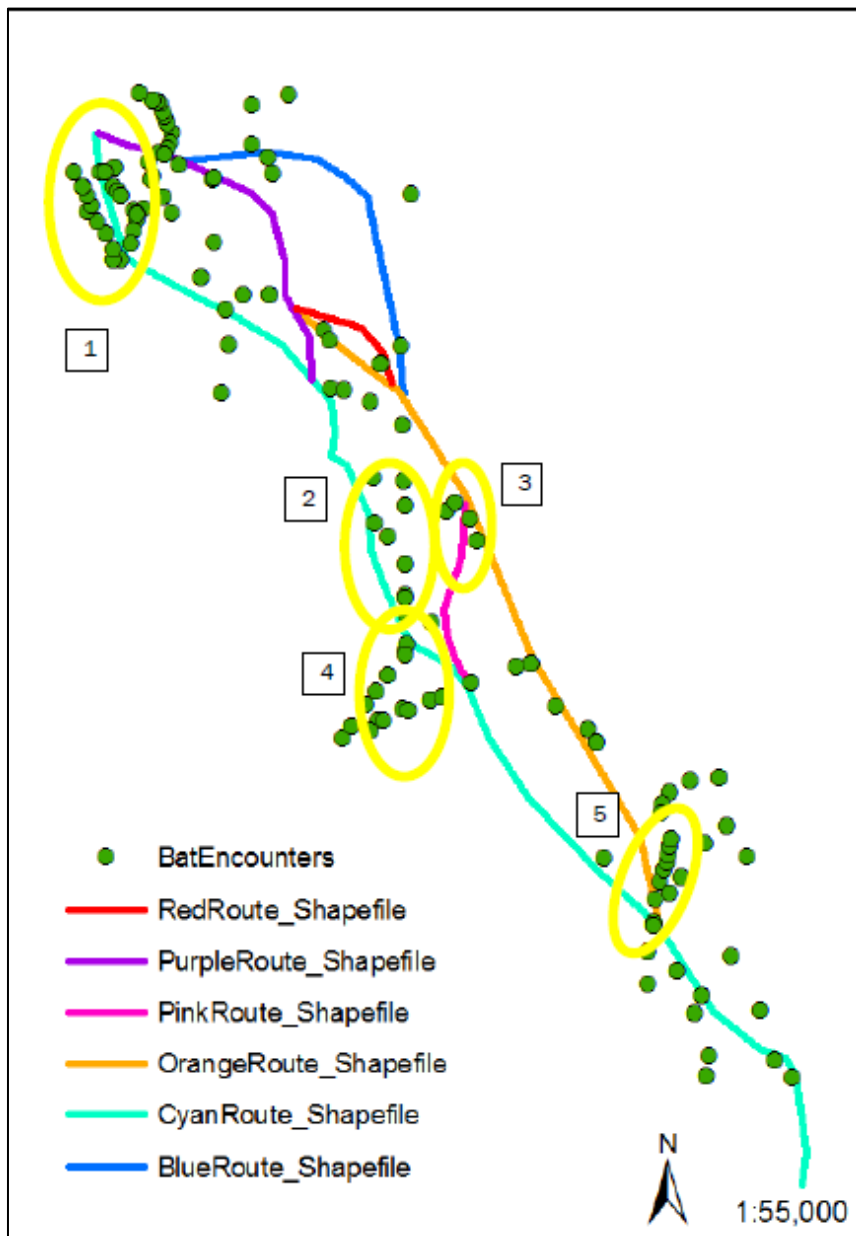 1
2
3
4
5
BatEncounters
RedRoute_Shapefile
PurpleRoute_Shapefile
PinkRoute_Shapefile
OrangeRoute_Shapefile
CyanRoute_Shapefile
BlueRoute_Shapefile
N
1:55,000